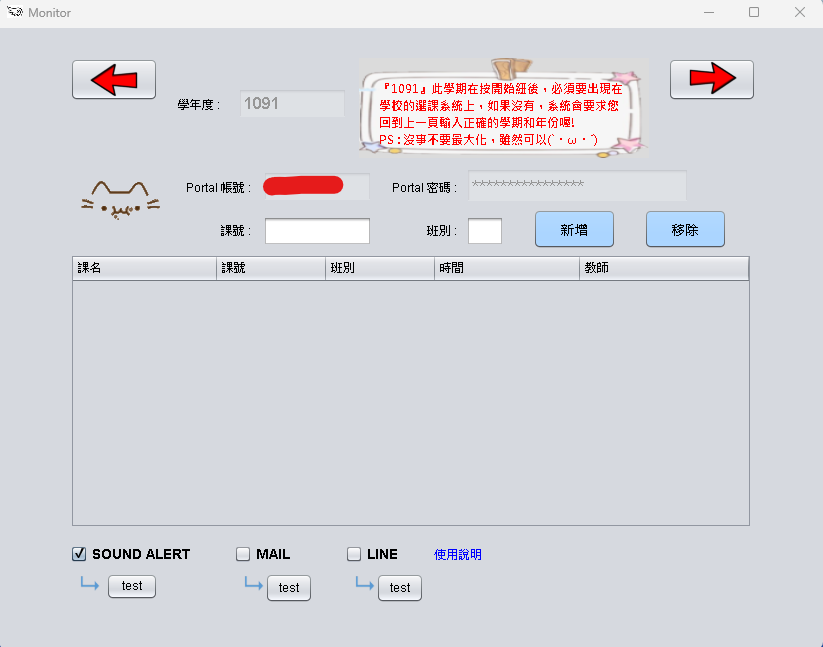 Monitor
學年度 :
1091
『1091』此學期在按開始鈕後，必須要出現在
學校的選課系統上，如果沒有，系統會要求您
回到上一頁輸入正確的學期和年份喔!
PS : 沒事不要最大化，雖然可以(ˋ・ω・ˊ)
Portal 帳號 :
Portal 密碼 :
****************
課號 :
班別 :
新增
移除
課名
課號
班別
時間
教師
SOUND ALERT
MAIL
LINE
使用說明
test
test
test